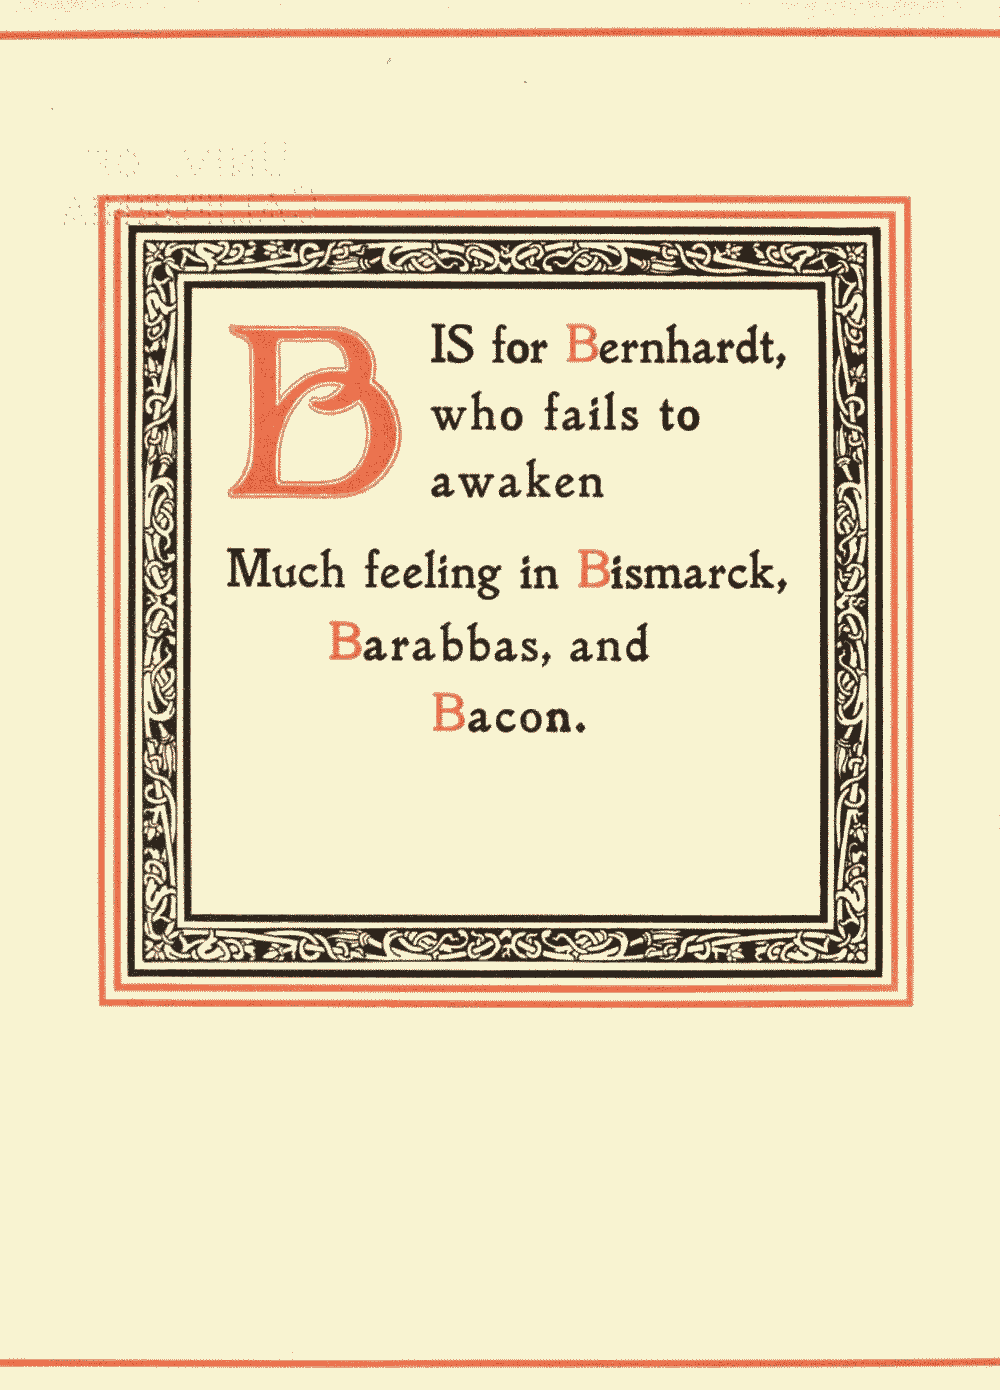 B IS for Bernhardt,
who fails to
awaken
Much feeling in Bismarck,
Barabbas, and
Bacon.